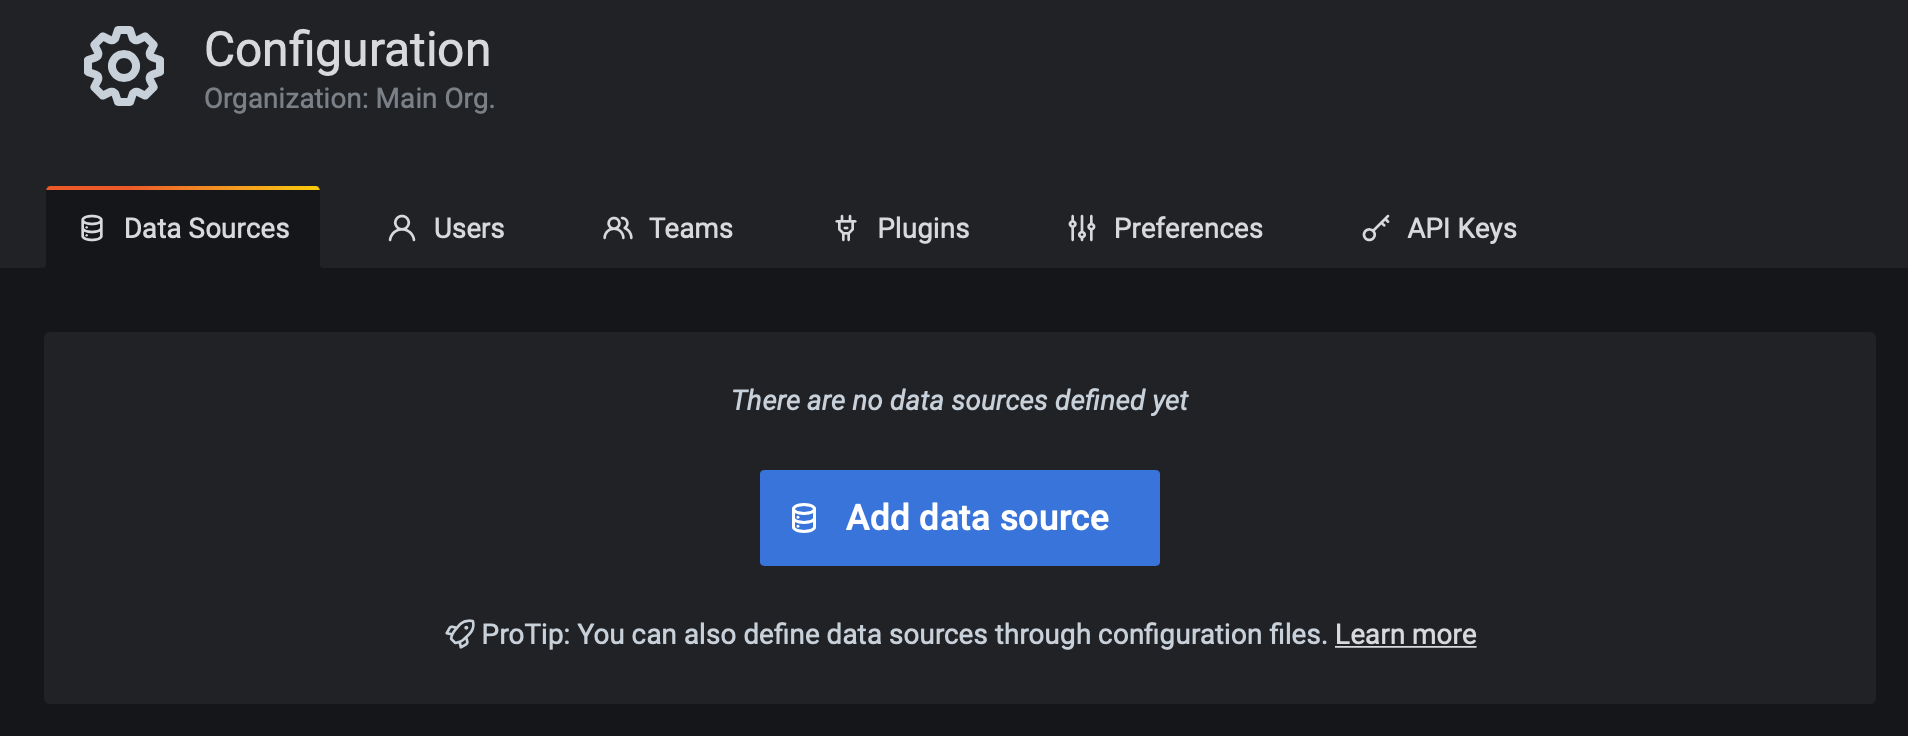 Configuration
Organization: Main Org.
Data Sources Users Teams Plugins Preferences API Keys
There are no data sources defined yet
Add data source
ProTip: You can also define data sources through configuration files. Learn more